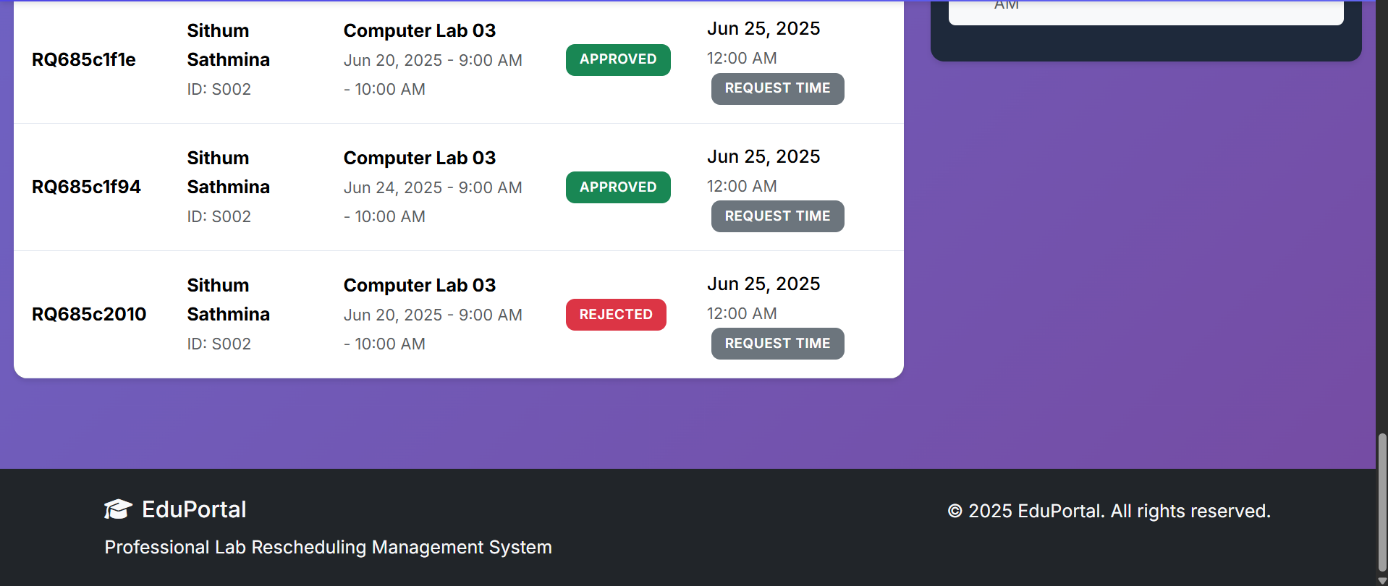 AM
Sithum
Sathmina
ID: S002
RQ685c1f1e
Computer Lab 03
Jun 20, 2025 - 9:00 AM
- 10:00 AM
APPROVED
Jun 25, 2025
12:00 AM
REQUEST TIME
RQ685c1f94
Sithum
Sathmina
ID: S002
Computer Lab 03
Jun 24, 2025 - 9:00 AM
- 10:00 AM
APPROVED
Jun 25, 2025
12:00 AM
REQUEST TIME
RQ685c2010
Sithum
Sathmina
ID: S002
Computer Lab 03
Jun 20, 2025 - 9:00 AM
- 10:00 AM
REJECTED
Jun 25, 2025
12:00 AM
REQUEST TIME
EduPortal
Professional Lab Rescheduling Management System
© 2025 EduPortal. All rights reserved.